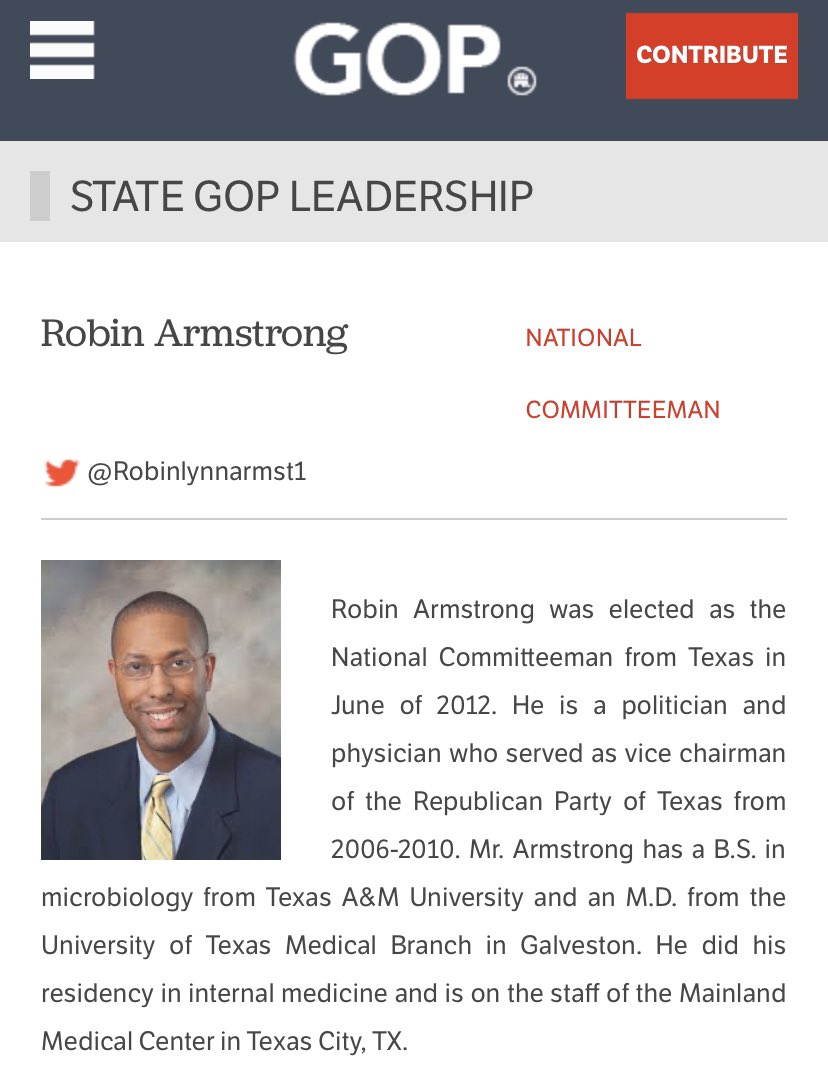 GOP
CONTRIBUTE
STATE GOP LEADERSHIP
Robin Armstrong
NATIONAL
COMMITTEEMAN
@Robinlynnarmst1
Robin Armstrong was elected as the
National Committeeman from Texas in
June of 2012. He is a politician and
physician who served as vice chairman
of the Republican Party of Texas from
2006-2010. Mr. Armstrong has a B.S. in
microbiology from Texas A&M University and an M.D. from the
University of Texas Medical Branch in Galveston. He did his
residency in internal medicine and is on the staff of the Mainland
Medical Center in Texas City, TX.